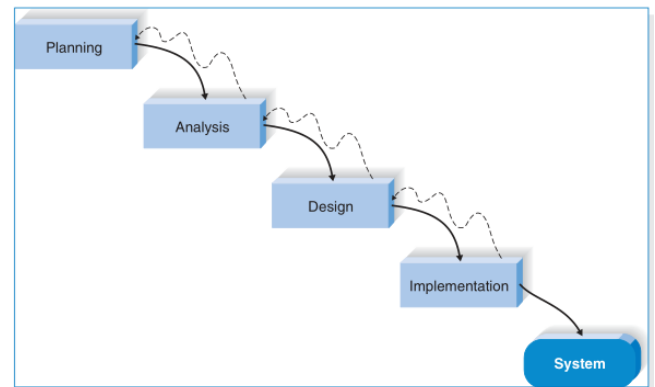 Planning
Analysis
Design
Implementation
System